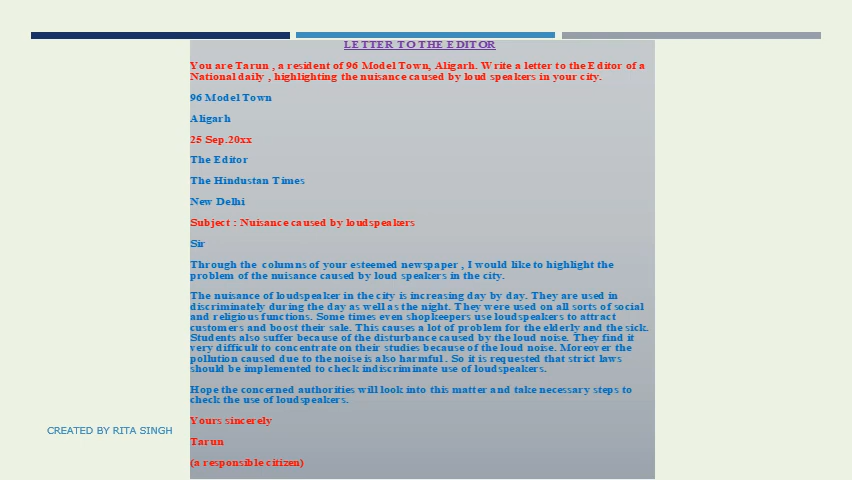 LETTER TO THE EDITOR
You are Tarun , a resident of 96 Model Town, Aligarh. Write a letter to the Editor of a
National daily , highlighting the nuisance caused by loud speakers in your city.
96 Model Town
Aligarh
25 Sep.20xx
The Editor
The Hindustan Times
New Delhi
Subject : Nuisance caused by loudspeakers
Sir
Through the columns of your esteemed newspaper , I would like to highlight the
problem of the nuisance caused by loud speakers in the city.
The nuisance of loudspeaker in the city is increasing day by day. They are used in
discriminately during the day as well as the night. They were used on all sorts of social
and religious functions. Some times even shopkeepers use loudspeakers to attract
customers and boost their sale. This causes a lot of problem for the elderly and the sick.
Students also suffer because of the disturbance caused by the loud noise. They find it
very difficult to concentrate on their studies because of the loud noise. Moreover the
pollution caused due to the noise is also harmful . So it is requested that strict laws
should be implemented to check indiscriminate use of loudspeakers.
Hope the concerned authorities will look into this matter and take necessary steps to
check the use of loudspeakers.
Yours sincerely
Tarun
(a responsible citizen)
CREATED BY RITA SINGH